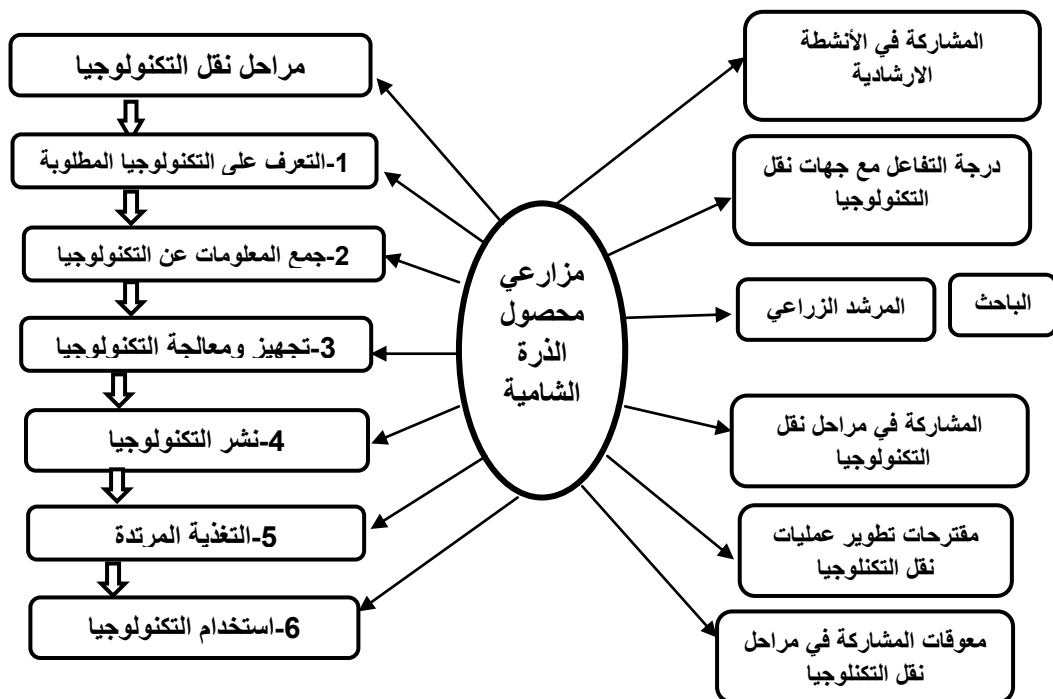 المشاركة في الأنشطة
الارشادية
درجة التفاعل مع جهات نقل
التكنولوجيا
الباحث
المرشد الزراعي
المشاركة في مراحل نقل
التكنولوجيا
مقترحات تطوير عمليات
نقل التكنلوجيا
معوقات المشاركة في مراحل
نقل التكنلوجيا
مزارعي
محصول
الذرة
الشامية
مراحل نقل التكنولوجيا
1-التعرف على التكنولوجيا المطلوبة
2-جمع المعلومات عن التكنولوجيا
3-تجهيز ومعالجة التكنولوجيا
4-نشر التكنولوجيا
5-التغذية المرتدة
6-استخدام التكنولوجيا